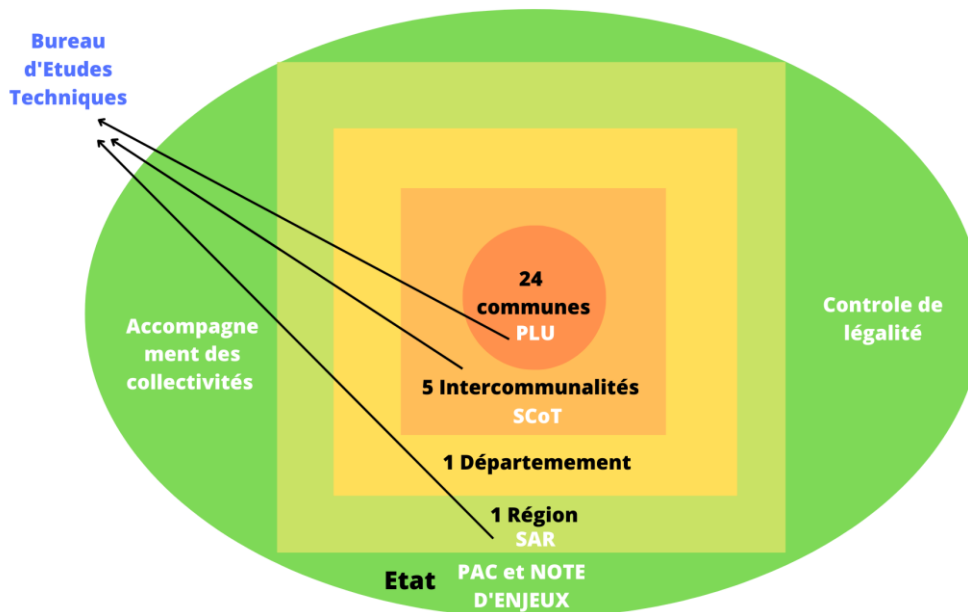 Bureau
d'Etudes
Techniques
24
communes
PLU
Accompagne
ment des
collectivités
Controle de
légalité
5 Intercommunalités
SCoT
1 Départemement
1 Région
SAR
Etat
PAC et NOTE
D'ENJEUX